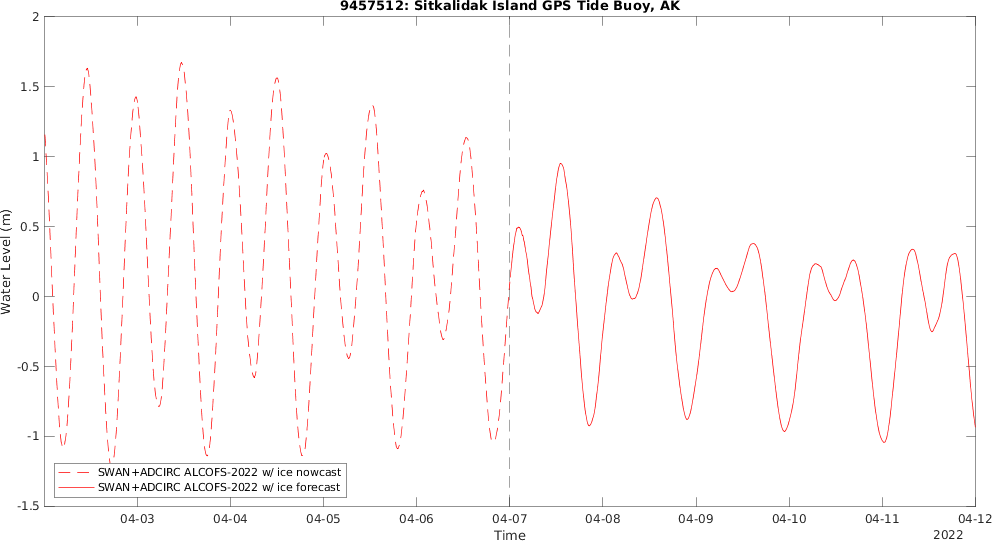 9457512: Sitkalidak Island GPS Tide Buoy, AK
2
1.5
1
0.5
0
-0.5
-1
-1.5
Water Level (m)
SWAN+ADCIRC ALCOFS-2022 w/ ice nowcast
SWAN+ADCIRC ALCOFS-2022 w/ ice forecast
04-03 04-04 04-05 04-06 04-07 04-08 04-09 04-10 04-11 04-12
Time
2022